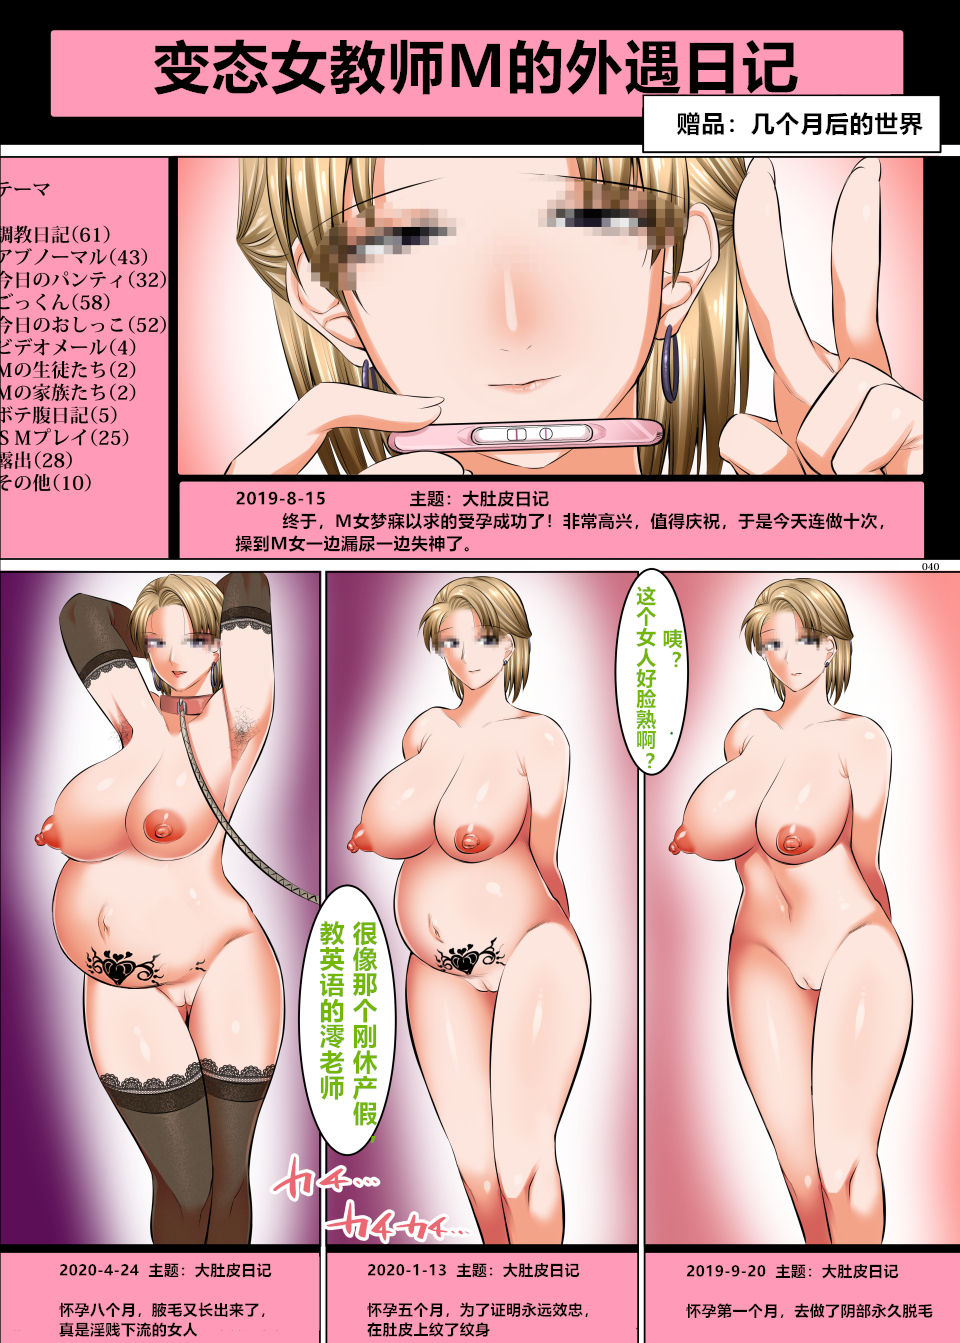 变态女教师M的外遇日记
赠品：几个月后的世界
テーマ
調教日記(61)
アブノーマル(43)
今日のパンティ(32)
ごっくん(58)
今日のおしっこ(52)
ビデオメール(4)
Mの生徒たち(2)
Mの家族たち(2)
ボテ腹日記(5)
SMプレイ(25)
露出(28)
その他(10)
2019-8-15 主题：大肚皮日记
终于，M女梦寐以求的受孕成功了！非常高兴，值得庆祝，于是今天连做十次，
操到M女一边漏尿一边失神了。
040
咦？
这个女人好脸熟啊？
很像那个刚休产假，
教英语的澪老师
カチ…
カチカチ…
2019-9-20 主题：大肚皮日记
怀孕第一个月，去做了阴部永久脱毛
2020-1-13 主题：大肚皮日记
怀孕五个月，为了证明永远效忠，
在肚皮上纹了纹身
2020-4-24 主题：大肚皮日记
怀孕八个月，腋毛又长出来了，
真是淫贱下流的女人